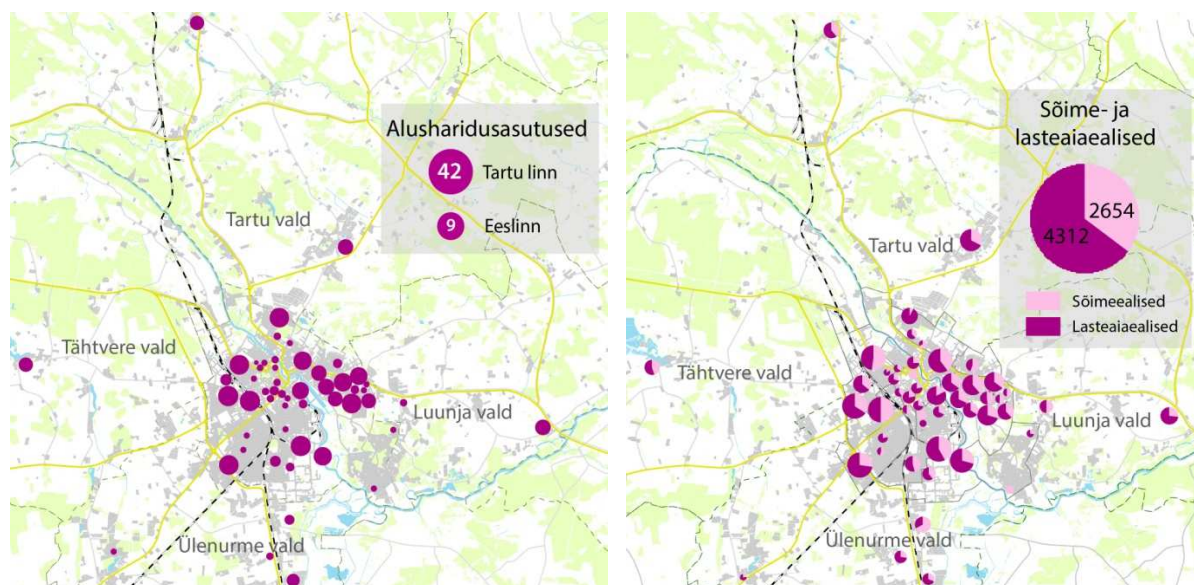 Alusharidusasutused
42 Tartu linn
9 Eeslinn
Tartu vald
Tähtvere vald
Luunja vald
Ülenurme vald
Sõime- ja
lasteaiaealised
2654
4312
Sõimeealised
Lasteaiaealised
Tartu vald
Tähtvere vald
Luunja vald
Ülenurme vald